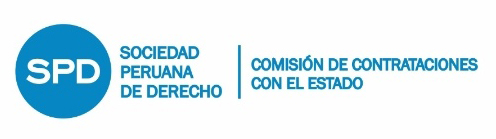 SPD
SOCIEDAD
PERUANA
DE DERECHO
COMISIÓN DE CONTRATACIONES
CON EL ESTADO